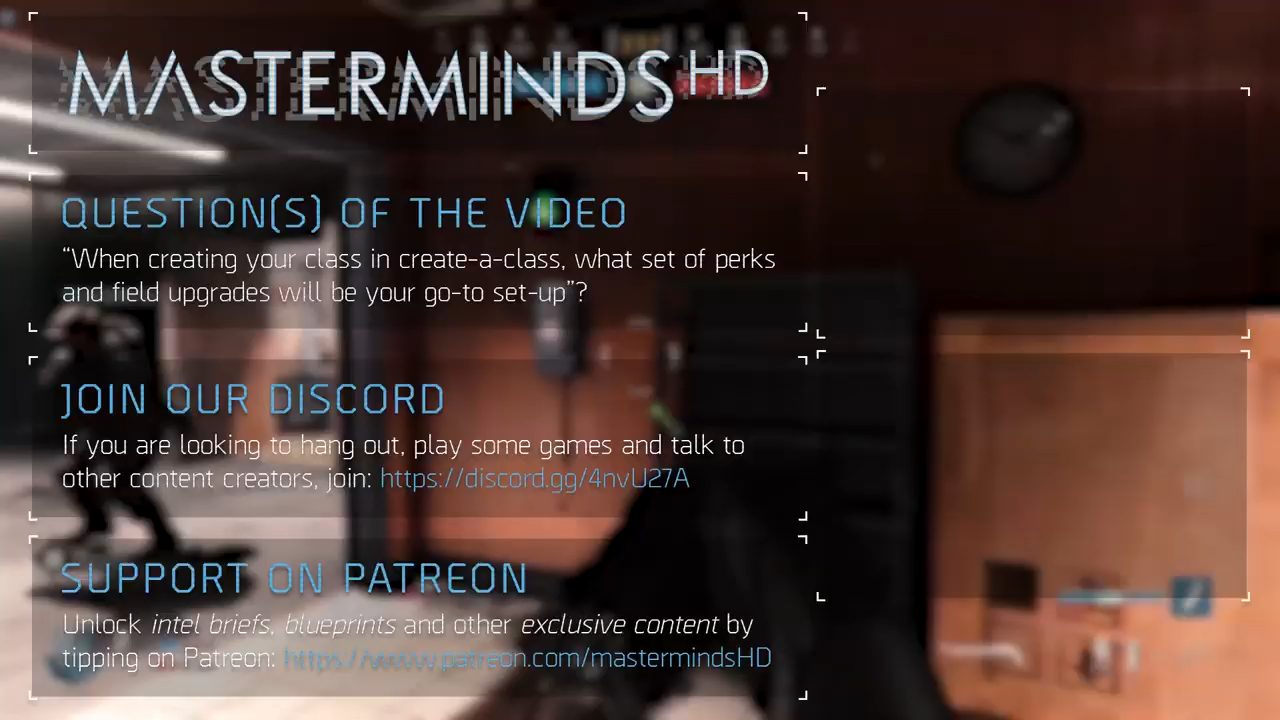 MASTERMINDSHD
QUESTION(S) OF THE VIDEO
“When creating your class in create-a-class, what set of perks
and field upgrades will be your go-to set-up”?
JOIN OUR DISCORD
If you are looking to hang out, play some games and talk to
other content creators, join: https://discord.gg/4nvU27A
SUPPORT ON PATREON
Unlock intel briefs, blueprints and other exclusive content by
tipping on Patreon: https://www.patreon.com/mastermindsHD